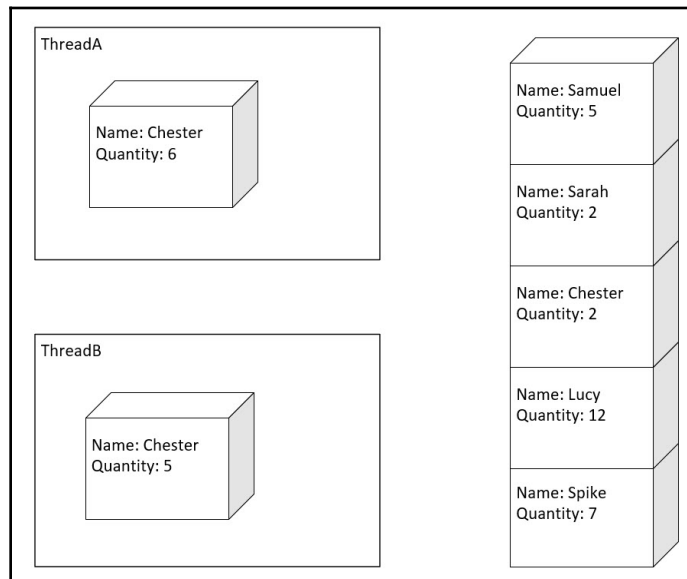 ThreadA
Name: Chester
Quantity: 6
ThreadB
Name: Chester
Quantity: 5
Name: Samuel
Quantity: 5
Name: Sarah
Quantity: 2
Name: Chester
Quantity: 2
Name: Lucy
Quantity: 12
Name: Spike
Quantity: 7